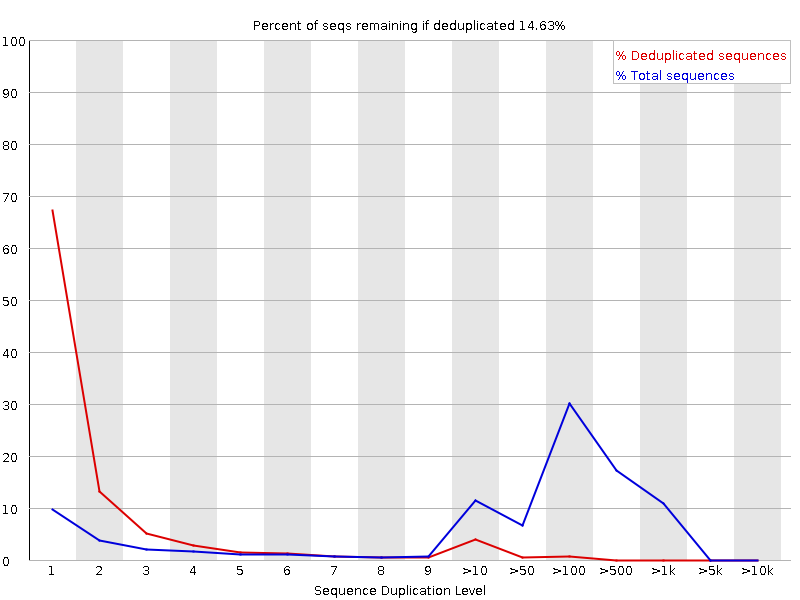 Percent of seqs remaining if deduplicated 14.63%
% Deduplicated sequences
% Total sequences
100
90
80
70
60
50
40
30
20
10
0
1 2 3 4 5 6 7 8 9 >10 >50 >100 >500 >1k >5k >10k
Sequence Duplication Level